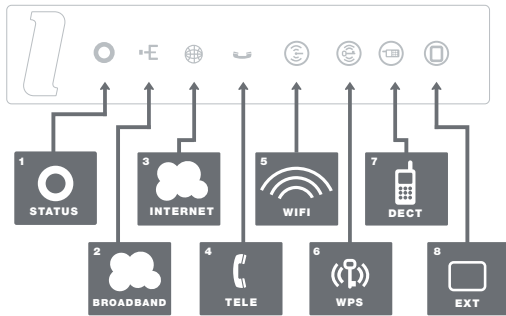 1
STATUS
2
BROADBAND
3
INTERNET
4
TELE
5
WIFI
6
WPS
7
DECT
8
EXT